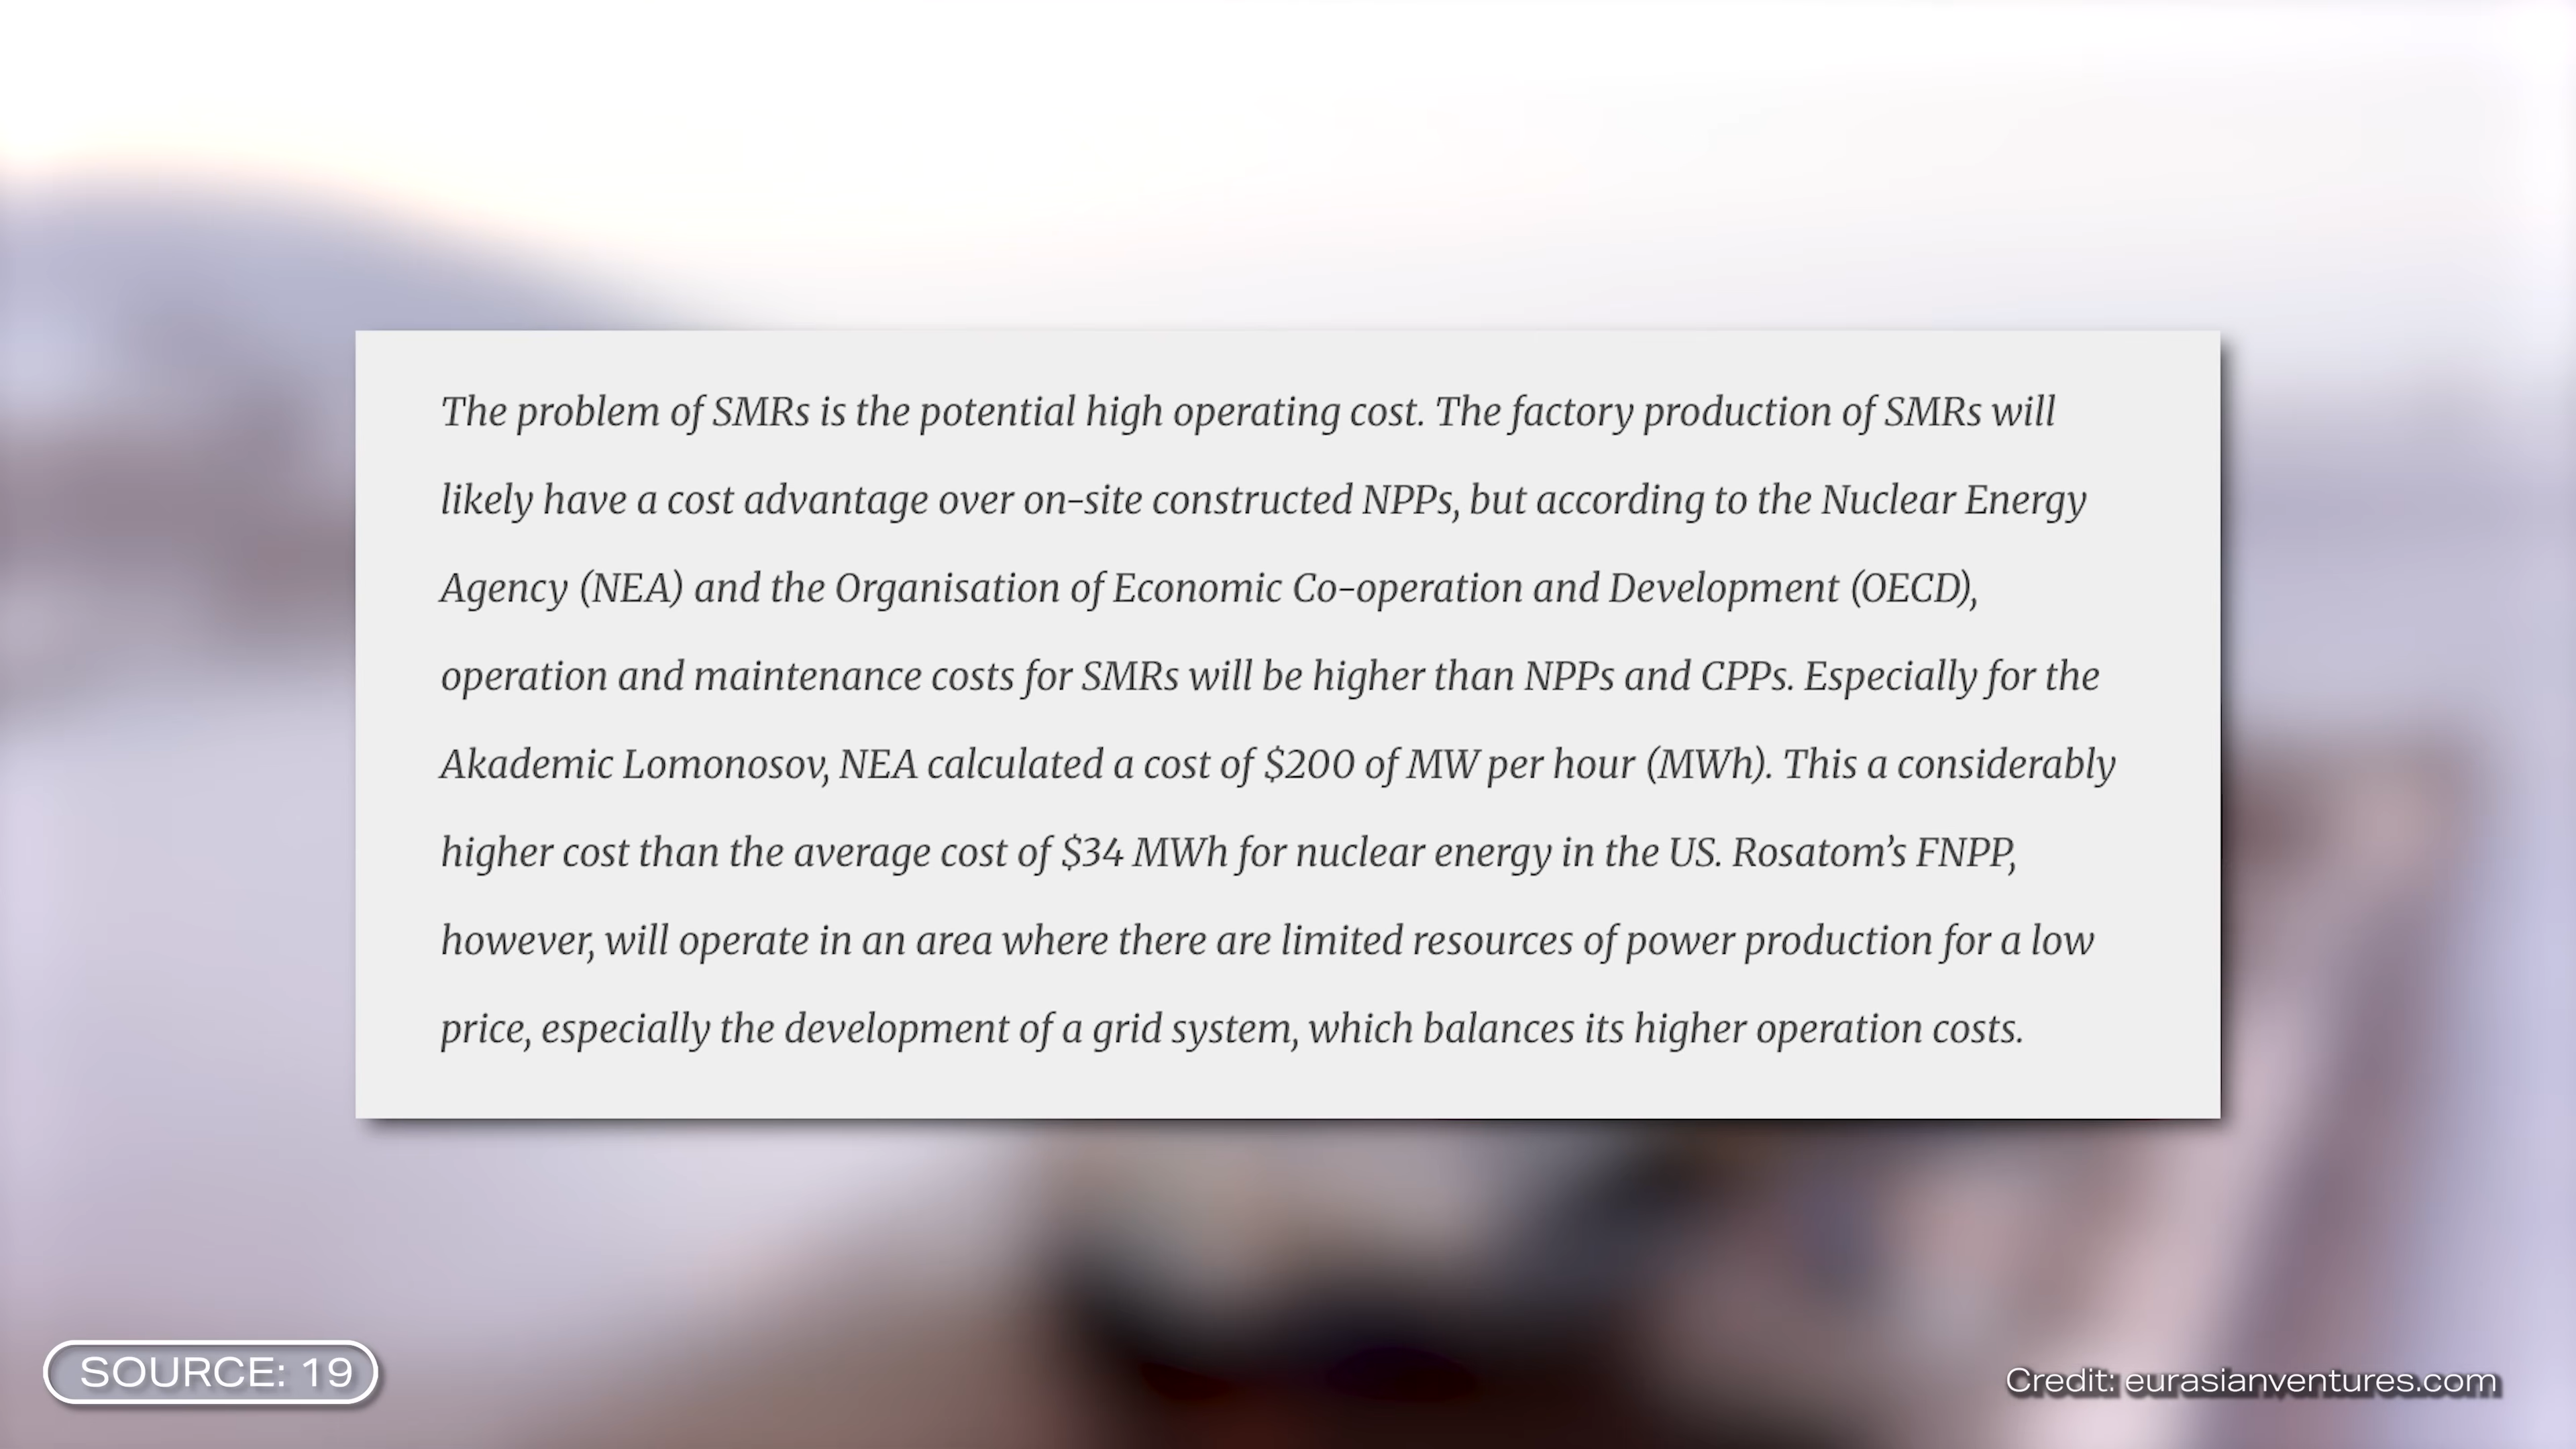 The problem of SMRs is the potential high operating cost. The factory production of SMRs will
likely have a cost advantage over on-site constructed NPPs, but according to the Nuclear Energy
Agency (NEA) and the Organisation of Economic Co-operation and Development (OECD),
operation and maintenance costs for SMRs will be higher than NPPs and CPPs. Especially for the
Akademic Lomonosov, NEA calculated a cost of $200 of MW per hour (MWh). This a considerably
higher cost than the average cost of $34 MWh for nuclear energy in the US. Rosatom’s FNPP,
however, will operate in an area where there are limited resources of power production for a low
price, especially the development of a grid system, which balances its higher operation costs.
SOURCE: 19
Credit: eurasianventures.com